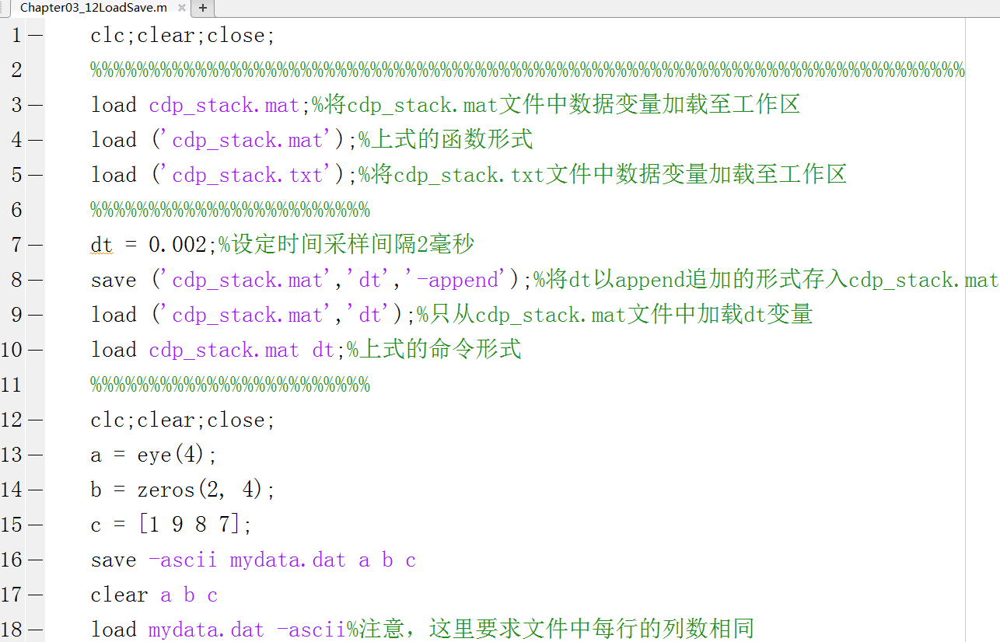 Chapter03_12LoadSave.m × +
1 — clc;clear;close;
2 %%%%%%%%%%%%%%%%%%%%%%%%%%%%%%%%%%%%%%%%%%%%%%%%%%%%%%%%%%%%%%%%%%%%%%%%%%%
3 — load cdp_stack.mat;%将cdp_stack.mat文件中数据变量加载至工作区
4 — load ('cdp_stack.mat');%上式的函数形式
5 — load ('cdp_stack.txt');%将cdp_stack.txt文件中数据变量加载至工作区
6 %%%%%%%%%%%%%%%%%%%%%%%%
7 — dt = 0.002;%设定时间采样间隔2毫秒
8 — save ('cdp_stack.mat','dt','-append');%将dt以append追加的形式存入cdp_stack.mat
9 — load ('cdp_stack.mat','dt');%只从cdp_stack.mat文件中加载dt变量
10 — load cdp_stack.mat dt;%上式的命令形式
11 %%%%%%%%%%%%%%%%%%%%%%%%
12 — clc;clear;close;
13 — a = eye(4);
14 — b = zeros(2, 4);
15 — c = [1 9 8 7];
16 — save -ascii mydata.dat a b c
17 — clear a b c
18 — load mydata.dat -ascii%注意，这里要求文件中每行的列数相同